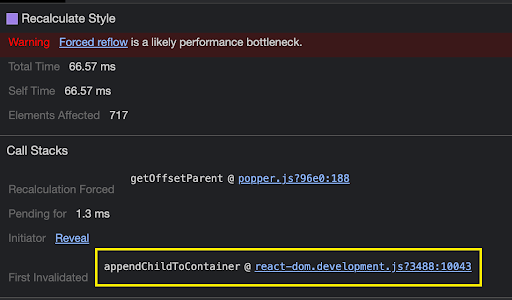 Recalculate Style
Warning Forced reflow is a likely performance bottleneck.
Total Time 66.57 ms
Self Time 66.57 ms
Elements Affected 717
Call Stacks
getOffsetParent @ popper.js?96e0:188
Recalculation Forced
Pending for 1.3 ms
Initiator Reveal
appendChildToContainer @ react-dom.development.js?3488:10043
First Invalidated